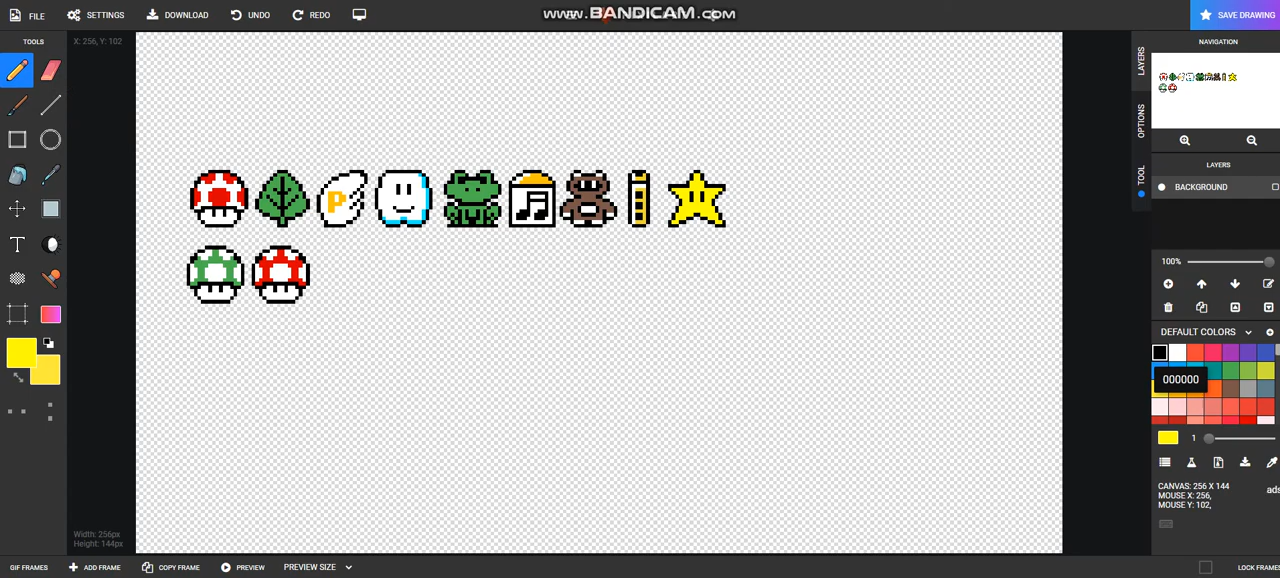 FILE SETTINGS DOWNLOAD UNDO REDO www.BANDICAM.com SAVE DRAWING
TOOLS
X: 256, Y: 102
NAVIGATION
LAYERS
OPTIONS
TOOL
LAYERS
BACKGROUND
P
T
100%
DEFAULT COLORS
000000
1
CANVAS: 256 X 144
MOUSE X: 256,
MOUSE Y: 102,
ads
Width: 256px
Height: 144px
GIF FRAMES ADD FRAME COPY FRAME PREVIEW PREVIEW SIZE LOCK FRAMES